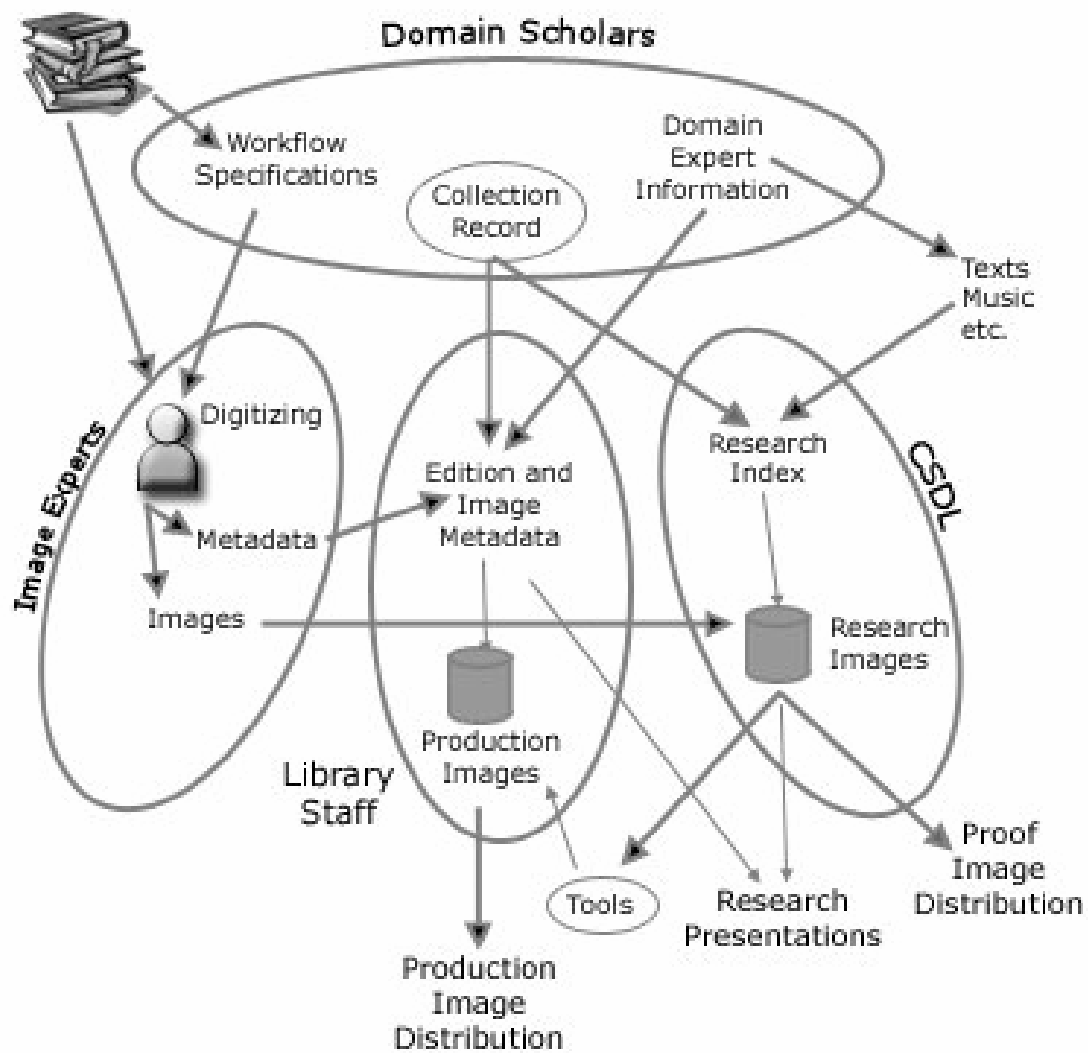 Domain Scholars
Workflow
Specifications
Collection
Record
Domain
Expert
Information
Texts
Music
etc.
Image Experts
Digitizing
Metadata
Images
Edition and
Image
Metadata
Production
Images
Library
Staff
CSDL
Research
Index
Research
Images
Tools
Production
Image
Distribution
Research
Presentations
Proof
Image
Distribution